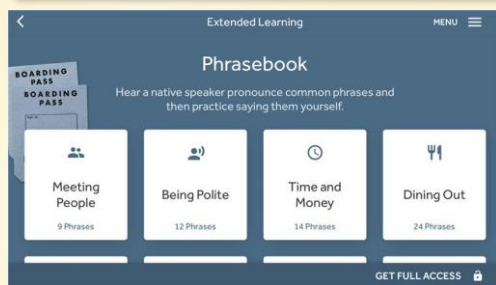 Extended Learning
MENU
Phrasebook
BOARDING
PASS
BOARDING
PASS
Hear a native speaker pronounce common phrases and
then practice saying them yourself.
Meeting
People
9 Phrases
Being Polite
12 Phrases
Time and
Money
14 Phrases
Dining Out
24 Phrases
GET FULL ACCESS